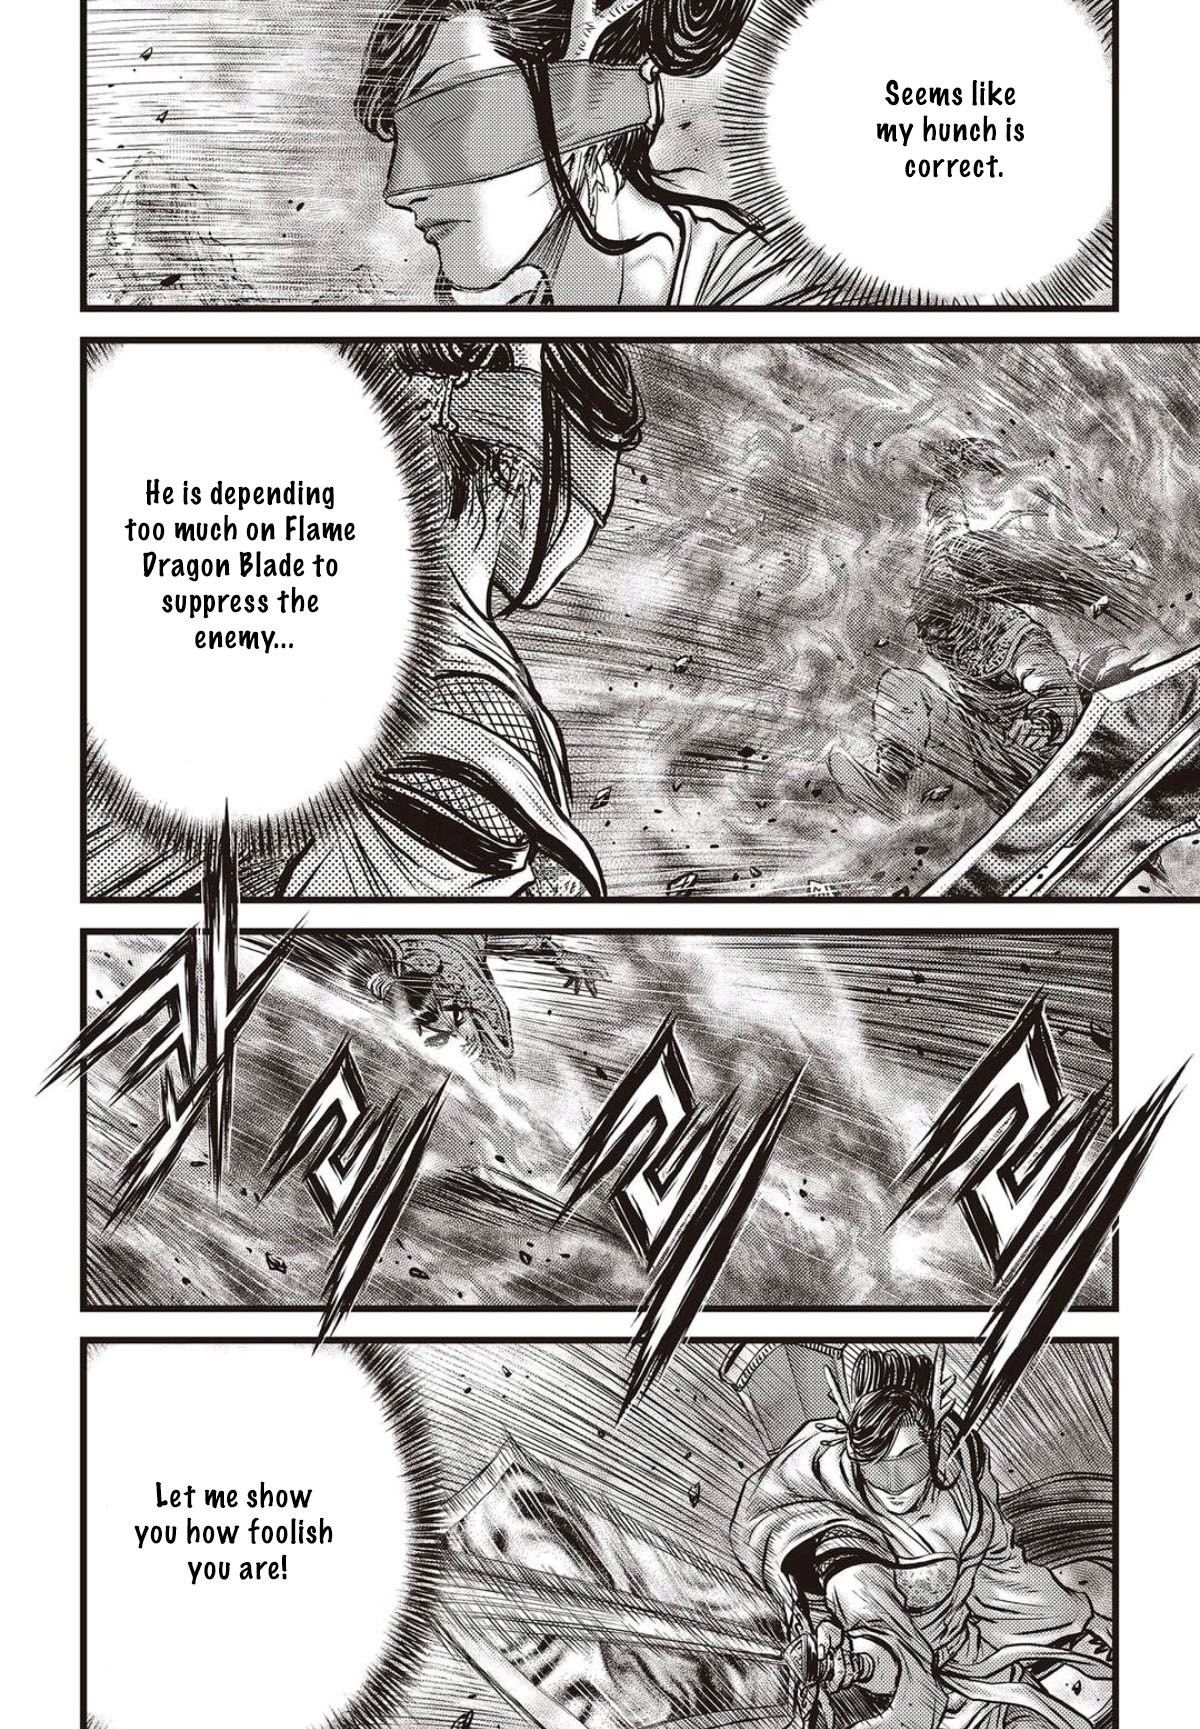 Seems like
my hunch is
correct.
He is depending
too much on Flame
Dragon Blade to
suppress the
enemy...
Let me show
you how foolish
you are!